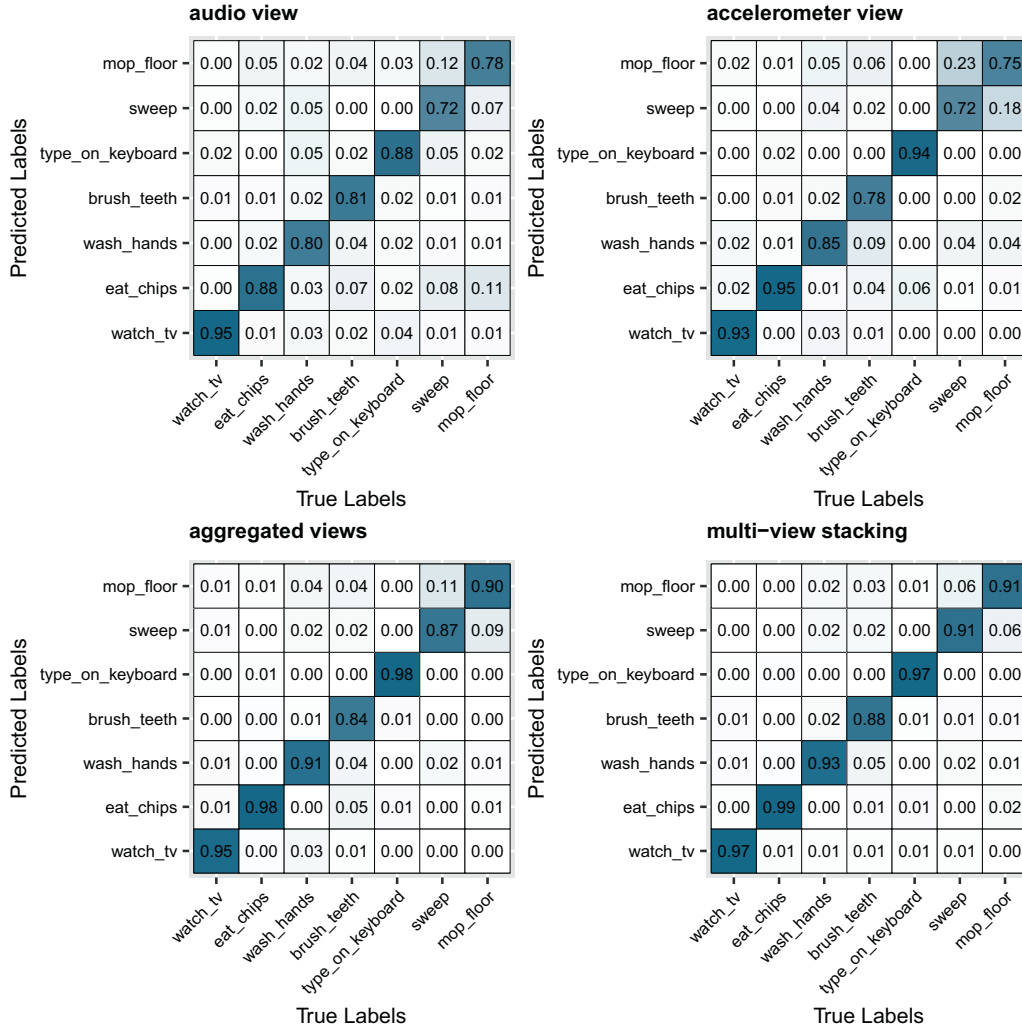 audio view
Predicted Labels
mop_floor 0.00 0.05 0.02 0.04 0.03 0.12 0.78
sweep 0.00 0.02 0.05 0.00 0.00 0.72 0.07
type_on_keyboard 0.02 0.00 0.05 0.02 0.88 0.05 0.02
brush_teeth 0.01 0.01 0.02 0.81 0.02 0.01 0.01
wash_hands 0.00 0.02 0.80 0.04 0.02 0.01 0.01
eat_chips 0.00 0.88 0.03 0.07 0.02 0.08 0.11
watch_tv 0.95 0.01 0.03 0.02 0.04 0.01 0.01
watch_tv eat_chips wash_hands brush_teeth type_on_keyboard sweep mop_floor
True Labels
accelerometer view
Predicted Labels
mop_floor 0.02 0.01 0.05 0.06 0.00 0.23 0.75
sweep 0.00 0.00 0.04 0.02 0.00 0.72 0.18
type_on_keyboard 0.00 0.02 0.00 0.00 0.94 0.00 0.00
brush_teeth 0.00 0.01 0.02 0.78 0.00 0.00 0.02
wash_hands 0.02 0.01 0.85 0.09 0.00 0.04 0.04
eat_chips 0.02 0.95 0.01 0.04 0.06 0.01 0.01
watch_tv 0.93 0.00 0.03 0.01 0.00 0.00 0.00
watch_tv eat_chips wash_hands brush_teeth type_on_keyboard sweep mop_floor
True Labels
aggregated views
Predicted Labels
mop_floor 0.01 0.01 0.04 0.04 0.00 0.11 0.90
sweep 0.01 0.00 0.02 0.02 0.00 0.87 0.09
type_on_keyboard 0.00 0.01 0.00 0.00 0.98 0.00 0.00
brush_teeth 0.00 0.00 0.01 0.84 0.01 0.00 0.00
wash_hands 0.01 0.00 0.91 0.04 0.00 0.02 0.01
eat_chips 0.01 0.98 0.00 0.05 0.01 0.00 0.01
watch_tv 0.95 0.00 0.03 0.01 0.00 0.00 0.00
watch_tv eat_chips wash_hands brush_teeth type_on_keyboard sweep mop_floor
True Labels
multi−view stacking
Predicted Labels
mop_floor 0.00 0.00 0.02 0.03 0.01 0.06 0.91
sweep 0.00 0.00 0.02 0.02 0.00 0.91 0.06
type_on_keyboard 0.00 0.00 0.00 0.00 0.97 0.00 0.00
brush_teeth 0.01 0.00 0.02 0.88 0.01 0.01 0.01
wash_hands 0.01 0.00 0.93 0.05 0.00 0.02 0.01
eat_chips 0.00 0.99 0.00 0.01 0.01 0.00 0.02
watch_tv 0.97 0.01 0.01 0.01 0.01 0.01 0.00
watch_tv eat_chips wash_hands brush_teeth type_on_keyboard sweep mop_floor
True Labels